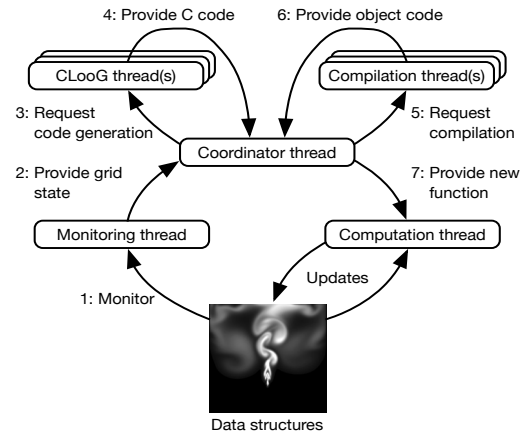 4: Provide C code
6: Provide object code
CLooG thread(s)
Compilation thread(s)
3: Request
code generation
5: Request
compilation
Coordinator thread
2: Provide grid
state
7: Provide new
function
Monitoring thread
Computation thread
Updates
1: Monitor
Data structures